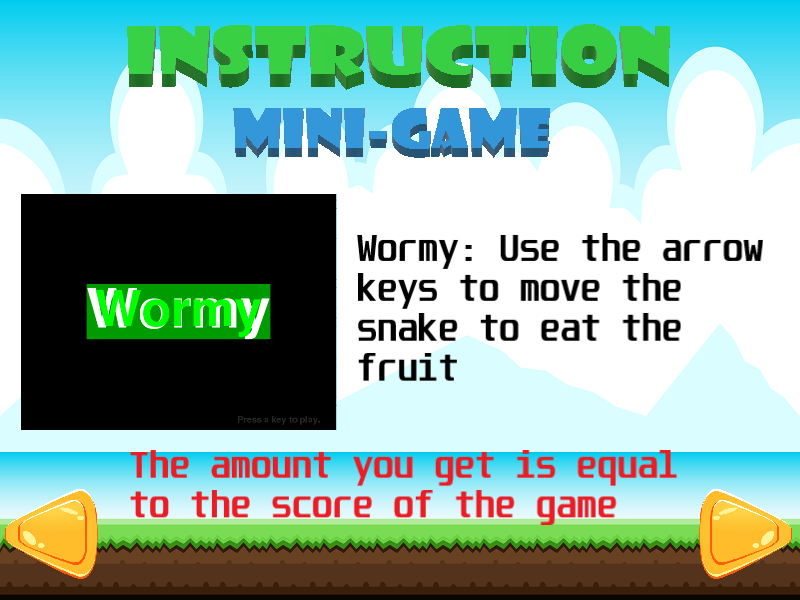 INSTRUCTION
MINI-GAME
Wormy
Press a key to play.
Wormy: Use the arrow
keys to move the
snake to eat the
fruit
The amount you get is equal
to the score of the game